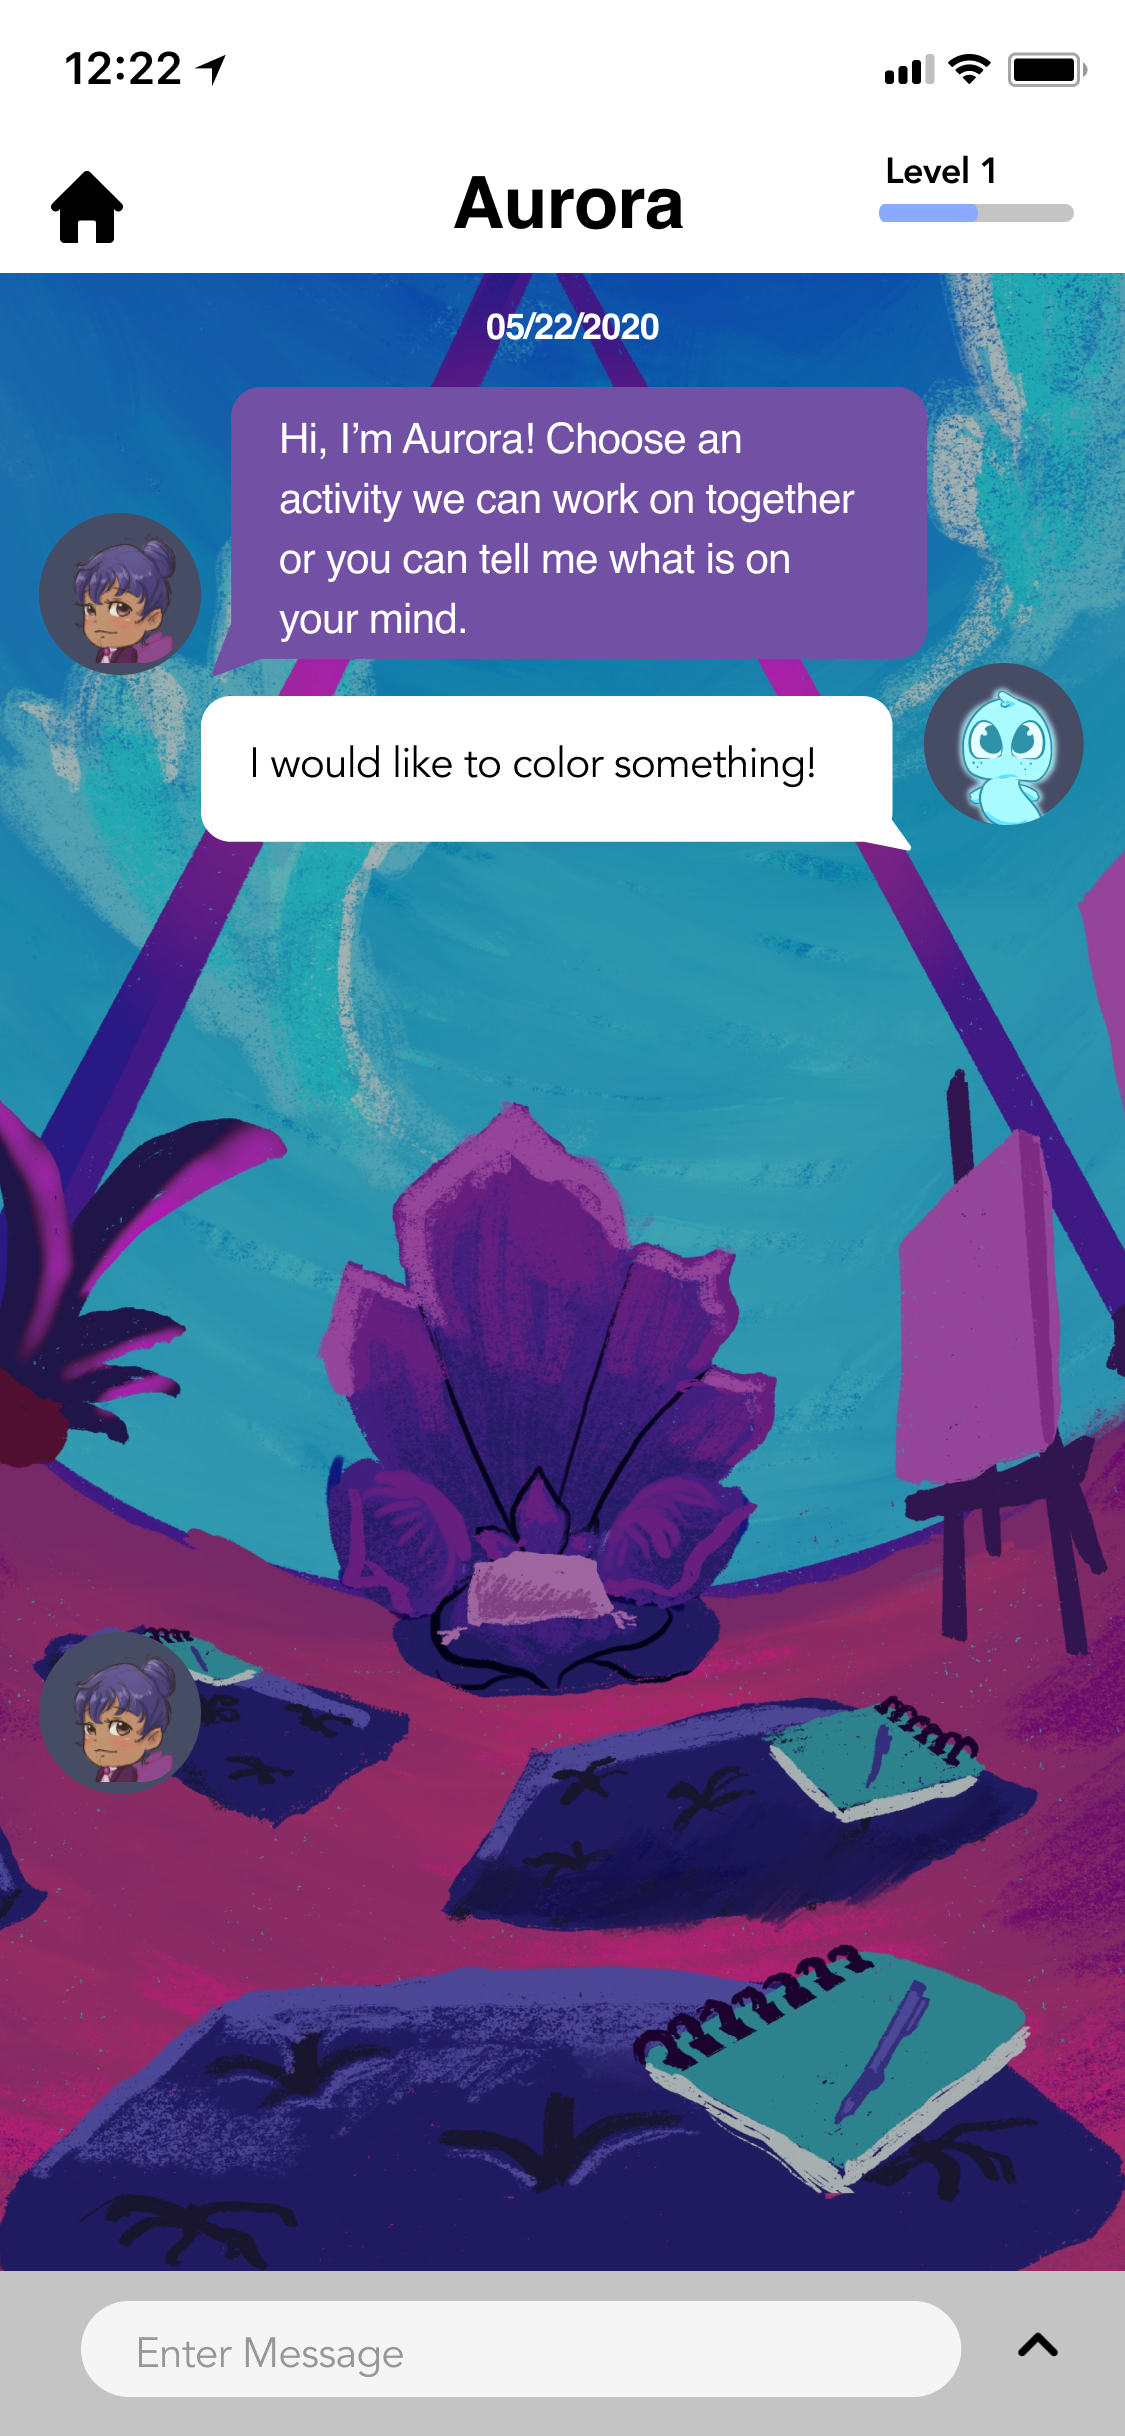 12:22
Level 1
Aurora
05/22/2020
Hi, I’m Aurora! Choose an
activity we can work on together
or you can tell me what is on
your mind.
I would like to color something!
Enter Message